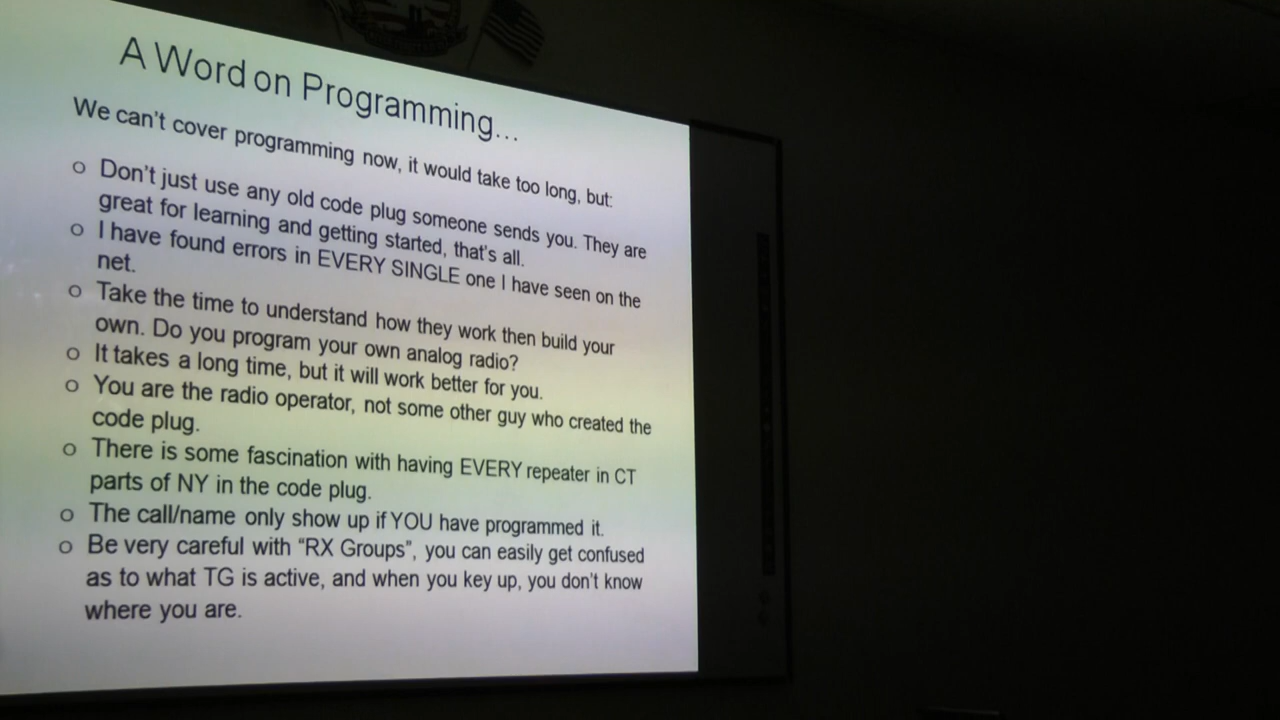 A Word on Programming...
We can't cover programming now, it would take too long, but:
o Don't just use any old code plug someone sends you. They are
great for learning and getting started, that's all.
o I have found errors in EVERY SINGLE one I have seen on the
net.
o Take the time to understand how they work then build your
own. Do you program your own analog radio?
o It takes a long time, but it will work better for you.
o You are the radio operator, not some other guy who created the
code plug.
o There is some fascination with having EVERY repeater in CT
parts of NY in the code plug.
o The call/name only show up if YOU have programmed it.
o Be very careful with “RX Groups”, you can easily get confused
as to what TG is active, and when you key up, you don't know
where you are.